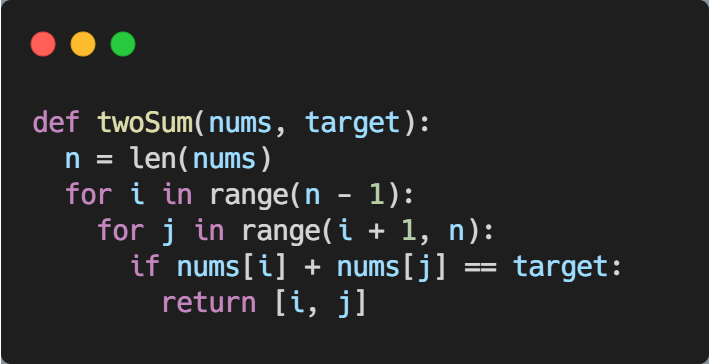 def twoSum(nums, target):
  n = len(nums)
  for i in range(n - 1):
    for j in range(i + 1, n):
      if nums[i] + nums[j] == target:
        return [i, j]